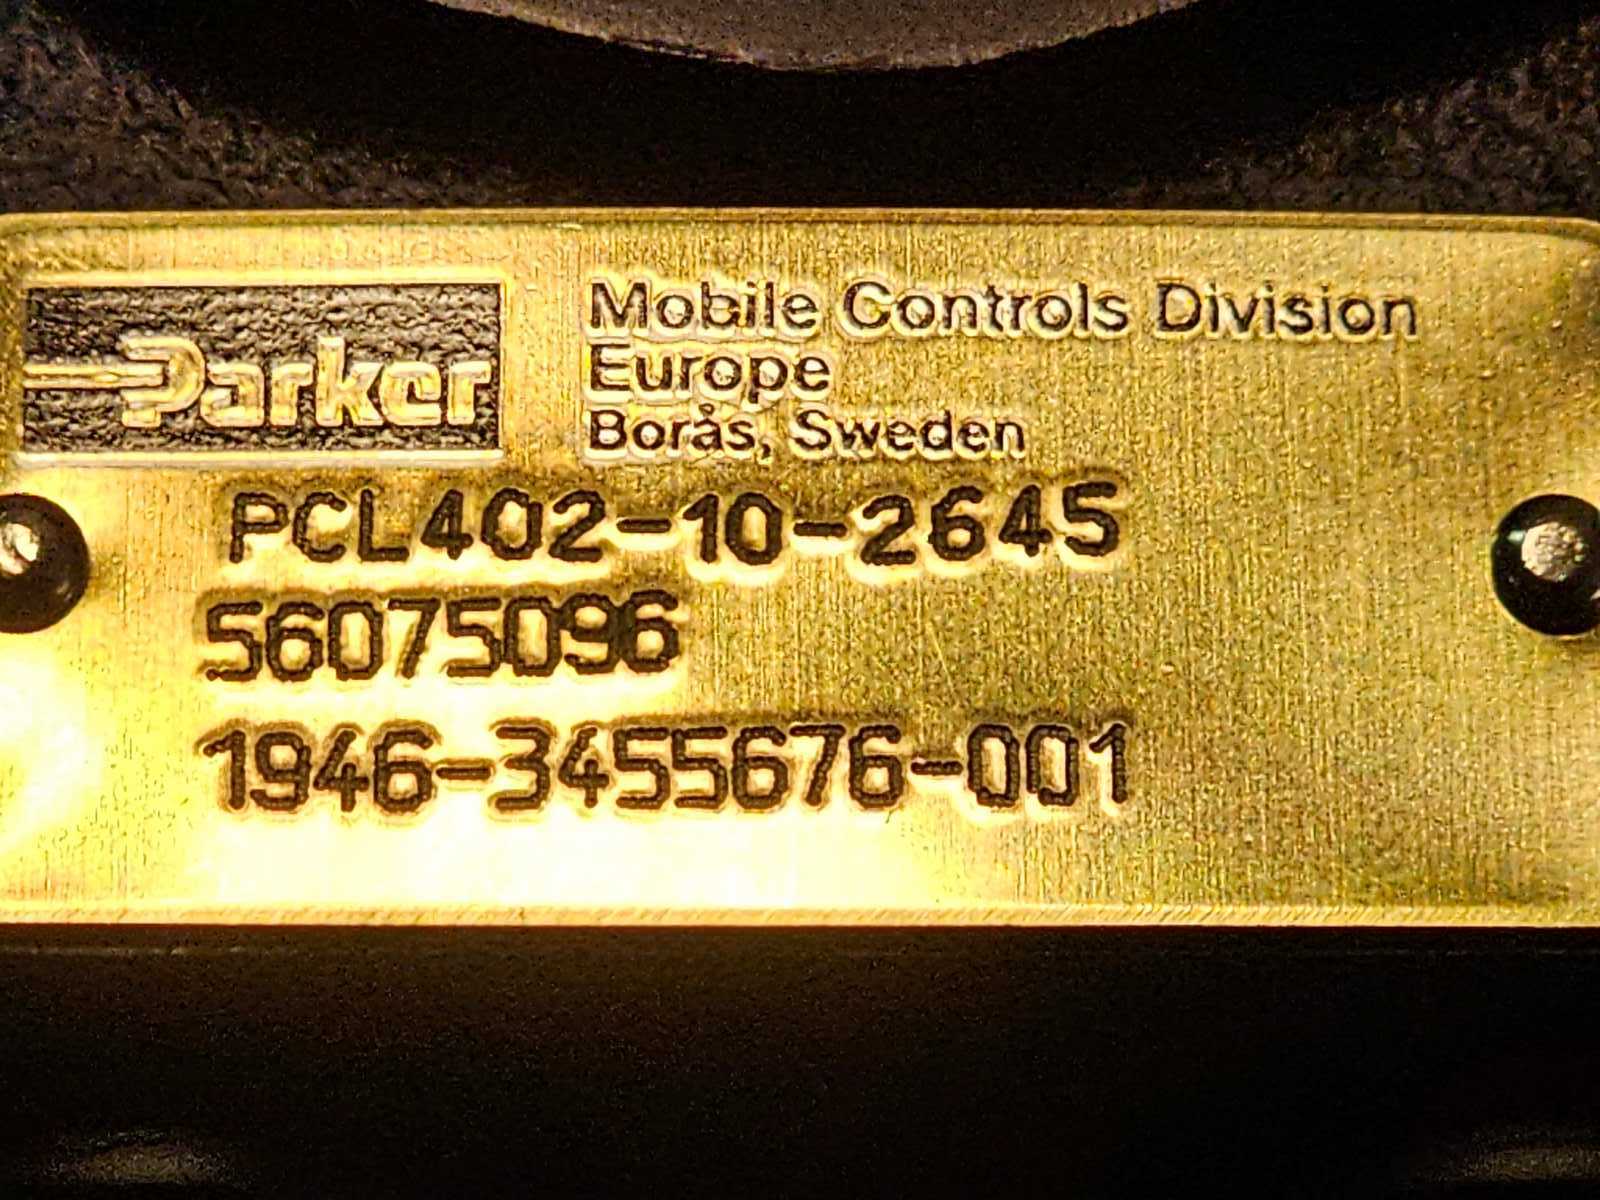 Parker
Mobile Controls Division
Europe
Borås, Sweden
PCL402-10-2645
56075096
1946-3455676-001